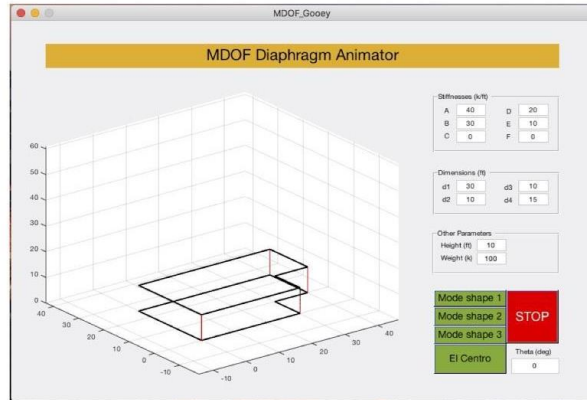 MDOF_Gooey
MDOF Diaphragm Animator
Stiffnesses (k/ft)
A 40 D 20
B 30 E 10
C 0 F 0
Dimensions (ft)
d1 30 d3 10
d2 10 d4 15
Other Parameters
Height (ft) 10
Weight (k) 100
Mode shape 1
Mode shape 2
Mode shape 3
STOP
El Centro
Theta (deg)
0
60
50
40
30
20
10
0
40
30
20
10
0
-10
-10
0
10
20
30
40